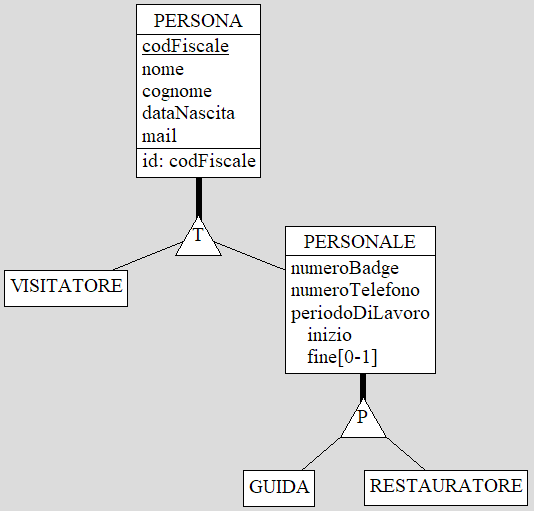 PERSONA
codFiscale
nome
cognome
dataNascita
mail
id: codFiscale
T
VISITATORE
PERSONALE
numeroBadge
numeroTelefono
periodoDiLavoro
inizio
fine[0-1]
P
GUIDA
RESTAURATORE